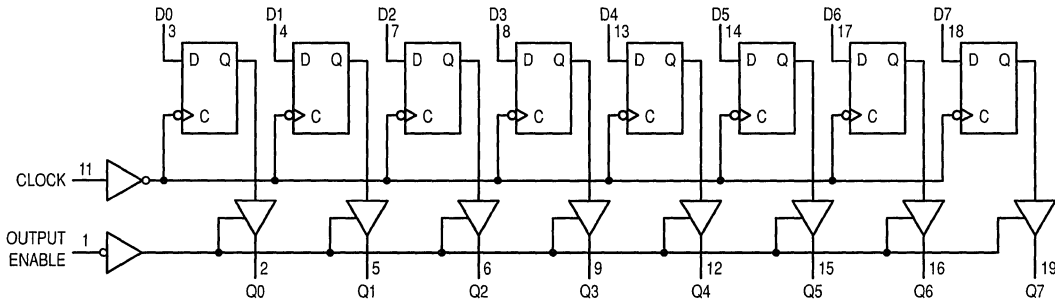 D0 D1 D2 D3 D4 D5 D6 D7
3 4 7 8 13 14 17 18
D Q D Q D Q D Q D Q D Q D Q D Q
C C C C C C C C
CLOCK 11
OUTPUT ENABLE 1
2 5 6 9 12 15 16 19
Q0 Q1 Q2 Q3 Q4 Q5 Q6 Q7